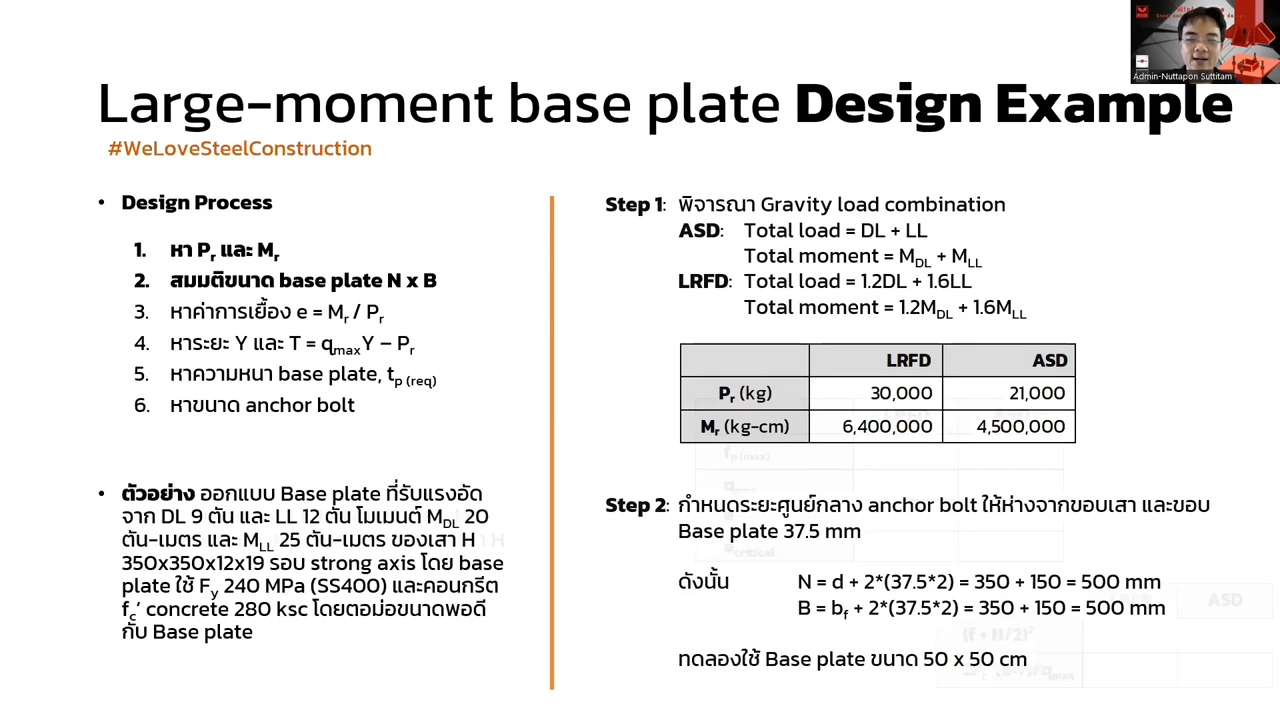 Admin-Nuttapon Suttitam
Large-moment base plate Design Example
#WeLoveSteelConstruction
• Design Process
1. หา Pr และ Mr
2. สมมติขนาด base plate N x B
3. หาค่าการเยื้อง e = Mr / Pr
4. หาระยะ Y และ T = qmaxY – Pr
5. หาความหนา base plate, tp (req)
6. หาขนาด anchor bolt
• ตัวอย่าง ออกแบบ Base plate ที่รับแรงอัด
จาก DL 9 ตัน และ LL 12 ตัน โมเมนต์ MDL 20
ตัน-เมตร และ MLL 25 ตัน-เมตร ของเสา H
350x350x12x19 รอบ strong axis โดย base
plate ใช้ Fy 240 MPa (SS400) และคอนกรีต
fc’ concrete 280 ksc โดยตอม่อขนาดพอดี
กับ Base plate
Step 1: พิจารณา Gravity load combination
ASD: Total load = DL + LL
Total moment = MDL + MLL
LRFD: Total load = 1.2DL + 1.6LL
Total moment = 1.2MDL + 1.6MLL
LRFD ASD
Pr (kg) 30,000 21,000
Mr (kg-cm) 6,400,000 4,500,000
fp(max)
Step 2: กำหนดระยะศูนย์กลาง anchor bolt ให้ห่างจากขอบเสา และขอบ
Base plate 37.5 mm
ecritical
ดังนั้น N = d + 2*(37.5*2) = 350 + 150 = 500 mm
B = bf + 2*(37.5*2) = 350 + 150 = 500 mm
ASD
(f + N/2)²
ทดลองใช้ Base plate ขนาด 50 x 50 cm